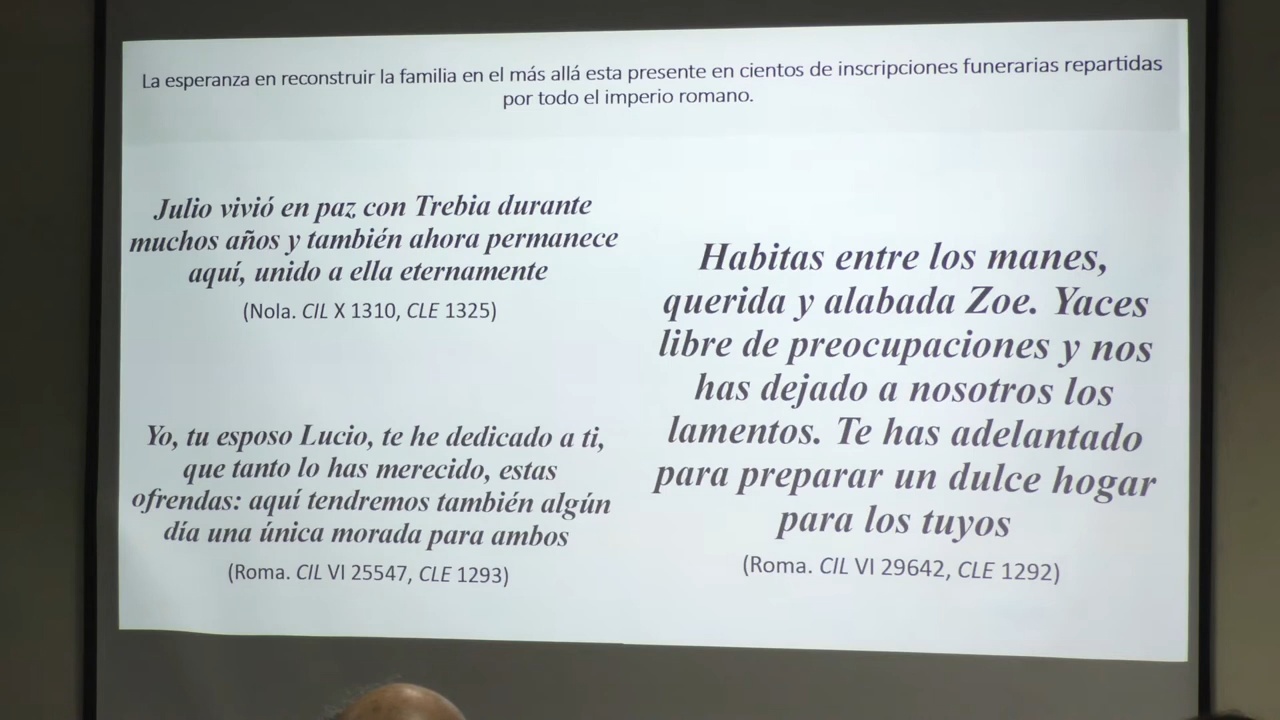 La esperanza en reconstruir la familia en el más allá esta presente en cientos de inscripciones funerarias repartidas
por todo el imperio romano.
Julio vivió en paz con Trebia durante
muchos años y también ahora permanece
aquí, unido a ella eternamente
(Nola. CIL X 1310, CLE 1325)
Yo, tu esposo Lucio, te he dedicado a ti,
que tanto lo has merecido, estas
ofrendas: aquí tendremos también algún
día una única morada para ambos
(Roma. CIL VI 25547, CLE 1293)
Habitas entre los manes,
querida y alabada Zoe. Yaces
libre de preocupaciones y nos
has dejado a nosotros los
lamentos. Te has adelantado
para preparar un dulce hogar
para los tuyos
(Roma. CIL VI 29642, CLE 1292)